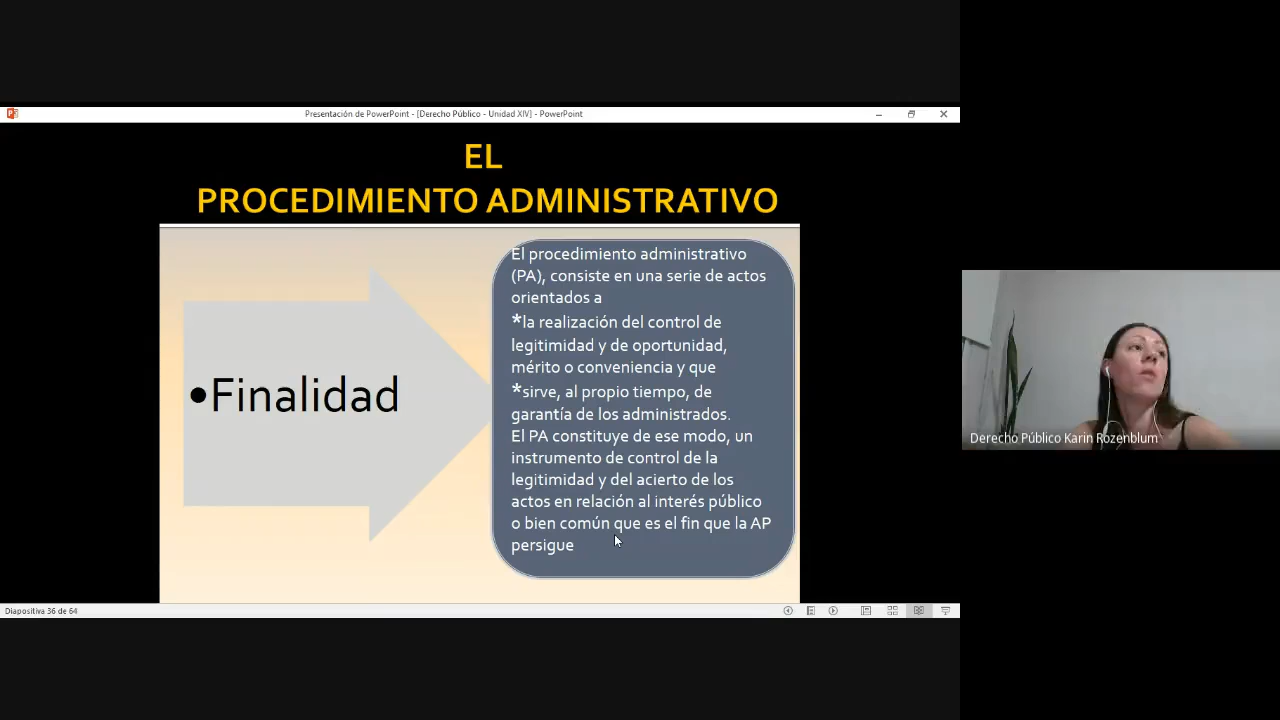 Presentación de PowerPoint - [Derecho Público - Unidad XIV] - PowerPoint
EL
PROCEDIMIENTO ADMINISTRATIVO
•Finalidad
El procedimiento administrativo
(PA), consiste en una serie de actos
orientados a
*la realización del control de
legitimidad y de oportunidad,
mérito o conveniencia y que
*sirve, al propio tiempo, de
garantía de los administrados.
El PA constituye de ese modo, un
instrumento de control de la
legitimidad y del acierto de los
actos en relación al interés público
o bien común que es el fin que la AP
persigue
Derecho Público Karin Rozenblum
Diapositiva 36 de 64